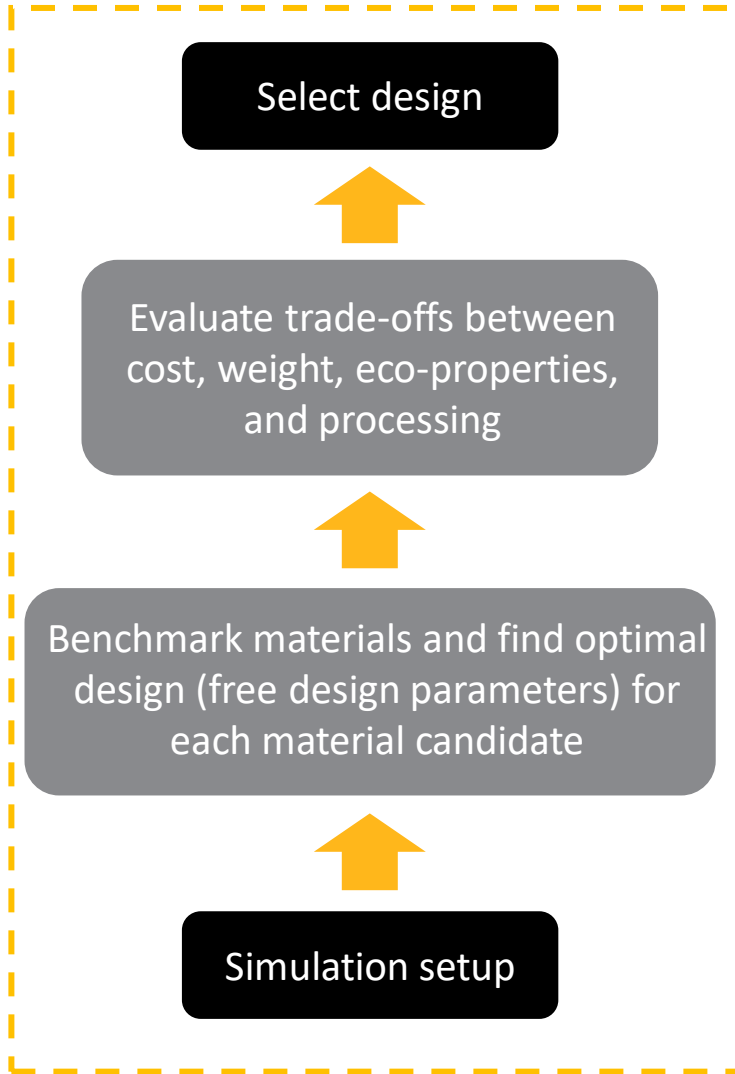 Select design
Evaluate trade-offs between
cost, weight, eco-properties,
and processing
Benchmark materials and find optimal
design (free design parameters) for
each material candidate
Simulation setup